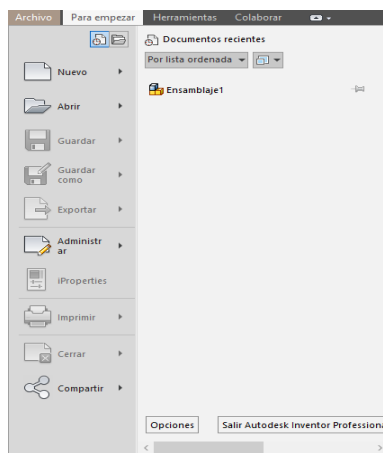 Archivo Para empezar Herramientas Colaborar
Documentos recientes
Por lista ordenada
Ensamblaje1
Nuevo
Abrir
Guardar
Guardar
como
Exportar
Administr
ar
iProperties
Imprimir
Cerrar
Compartir
Opciones Salir Autodesk Inventor Professiona